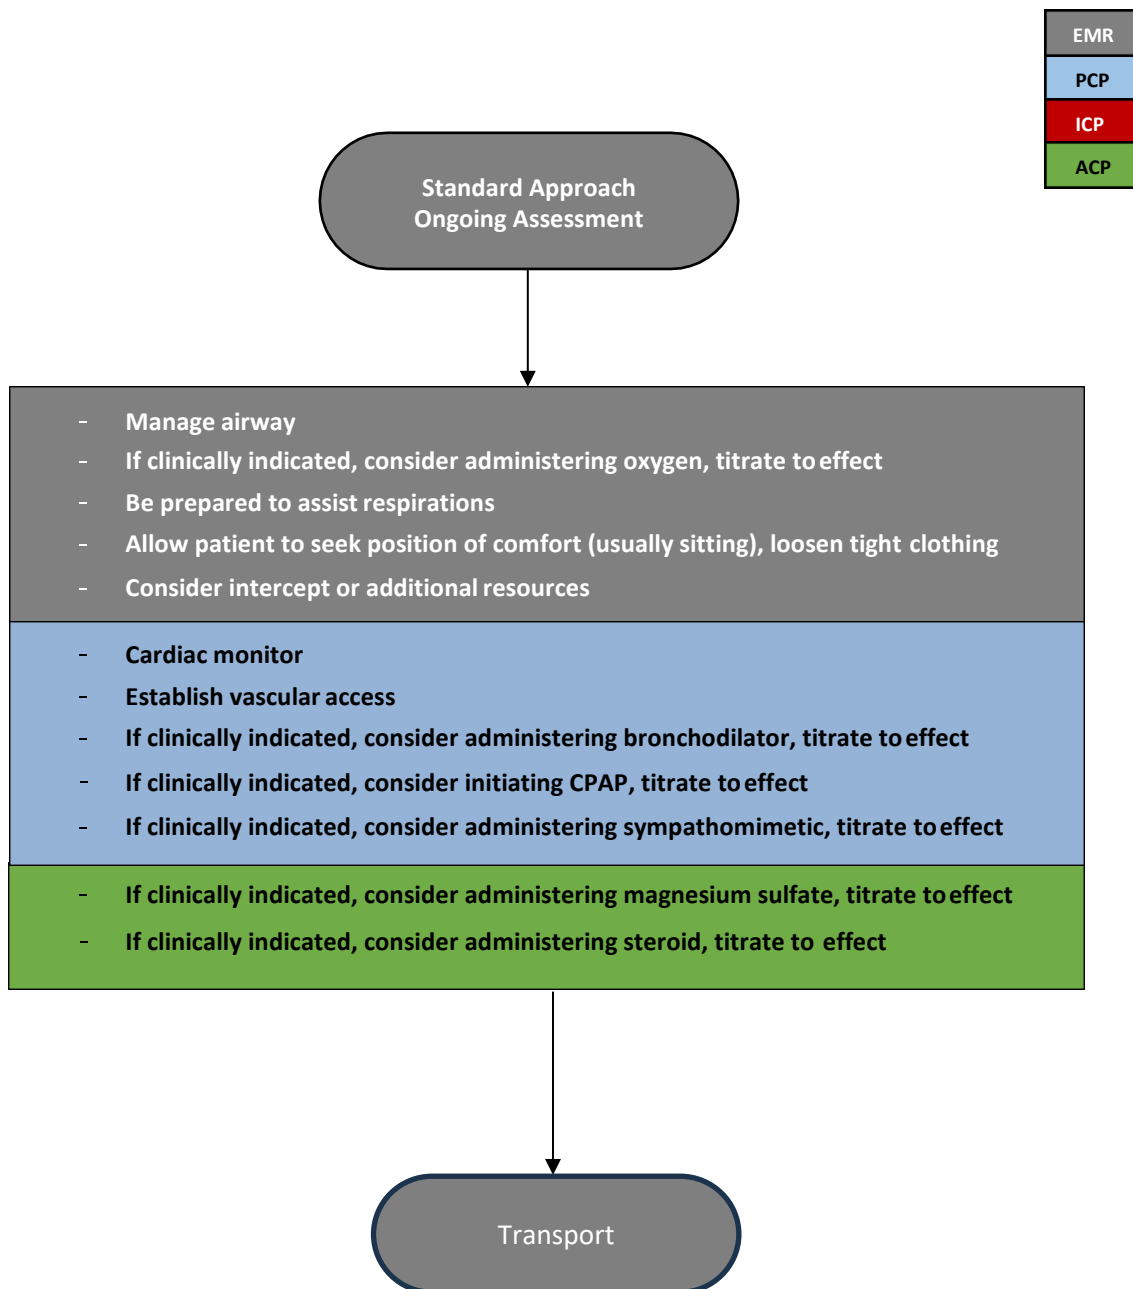 EMR
PCP
ICP
ACP
Standard Approach
Ongoing Assessment
- Manage airway
- If clinically indicated, consider administering oxygen, titrate to effect
- Be prepared to assist respirations
- Allow patient to seek position of comfort (usually sitting), loosen tight clothing
- Consider intercept or additional resources
- Cardiac monitor
- Establish vascular access
- If clinically indicated, consider administering bronchodilator, titrate to effect
- If clinically indicated, consider initiating CPAP, titrate to effect
- If clinically indicated, consider administering sympathomimetic, titrate to effect
- If clinically indicated, consider administering magnesium sulfate, titrate to effect
- If clinically indicated, consider administering steroid, titrate to effect
Transport